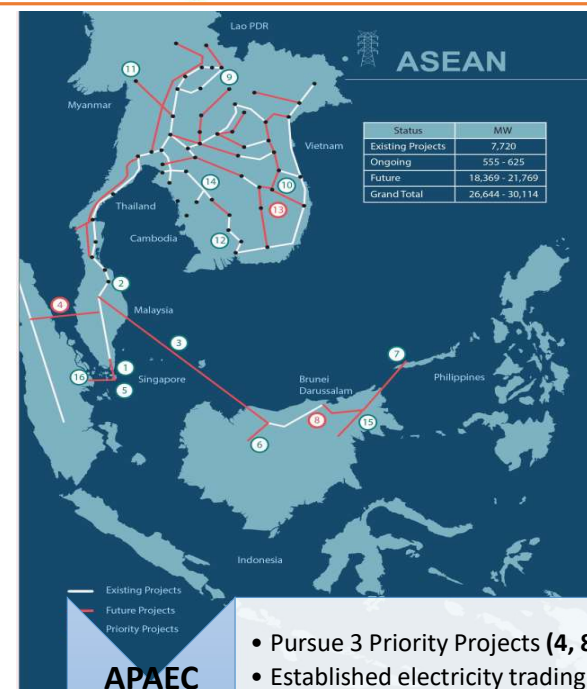 Lao PDR
ASEAN
11
9
Myanmar
Status MW
Existing Projects 7,720
Ongoing 555 - 625
Future 18,369 - 21,769
Grand Total 26,644 - 30,114
Vietnam
14
10
Thailand
13
Cambodia
12
2
4
Malaysia
3
7
1
16
Singapore
Brunei
Darussalam
Philippines
5
8
15
6
Indonesia
Existing Projects
Future Projects
Priority Projects
APAEC
• Pursue 3 Priority Projects (4, 8
• Established electricity trading